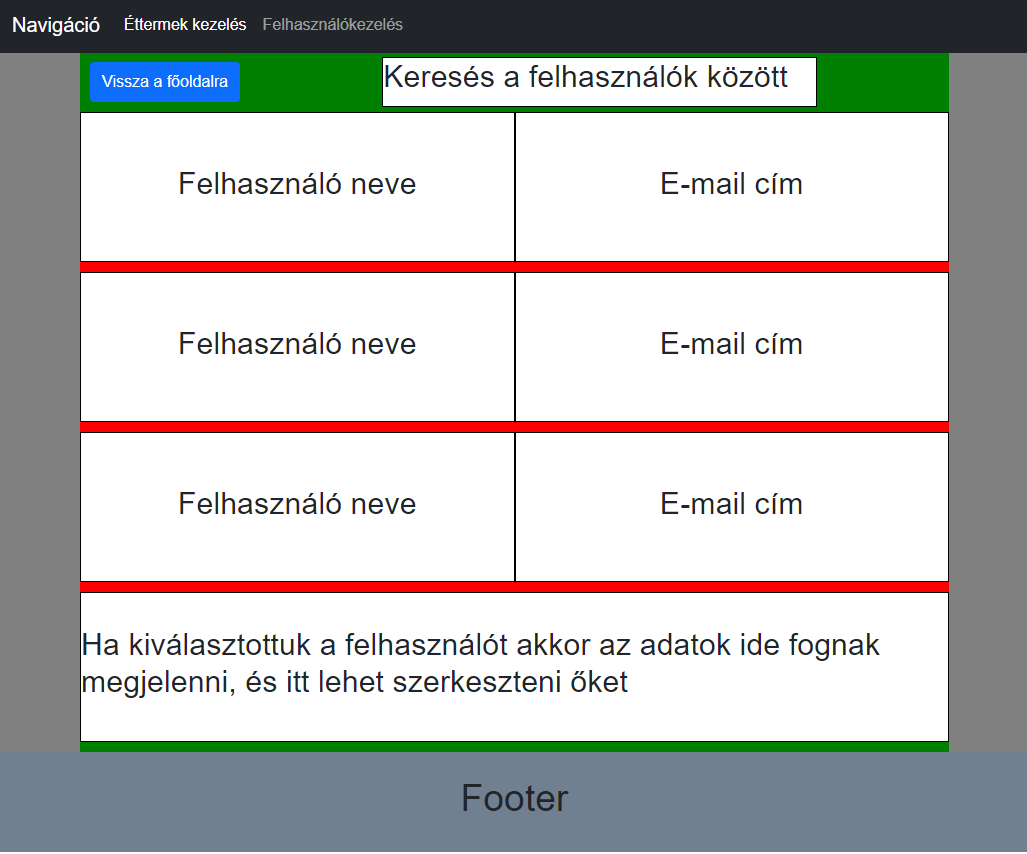 Navigáció Éttermek kezelés Felhasználókezelés
Vissza a főoldalra Keresés a felhasználók között
Felhasználó neve E-mail cím
Felhasználó neve E-mail cím
Felhasználó neve E-mail cím
Ha kiválasztottuk a felhasználót akkor az adatok ide fognak
megjelenni, és itt lehet szerkeszteni őket
Footer